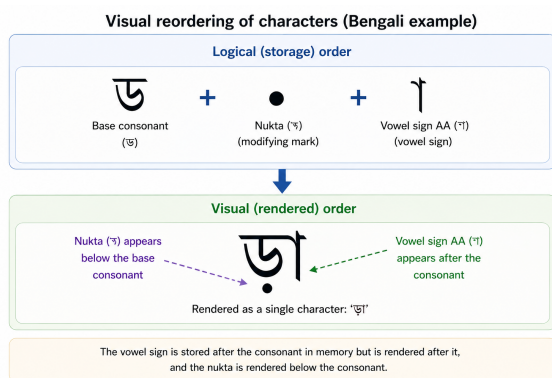 Visual reordering of characters (Bengali example)
Logical (storage) order
ড + ● + া
Base consonant
(ড)
Nukta (়)
(modifying mark)
Vowel sign AA (া)
(vowel sign)
Visual (rendered) order
Nukta (়) appears
below the base
consonant
ড়া
Vowel sign AA (া)
appears after the
consonant
Rendered as a single character: ‘ড়া’
The vowel sign is stored after the consonant in memory but is rendered after it,
and the nukta is rendered below the consonant.